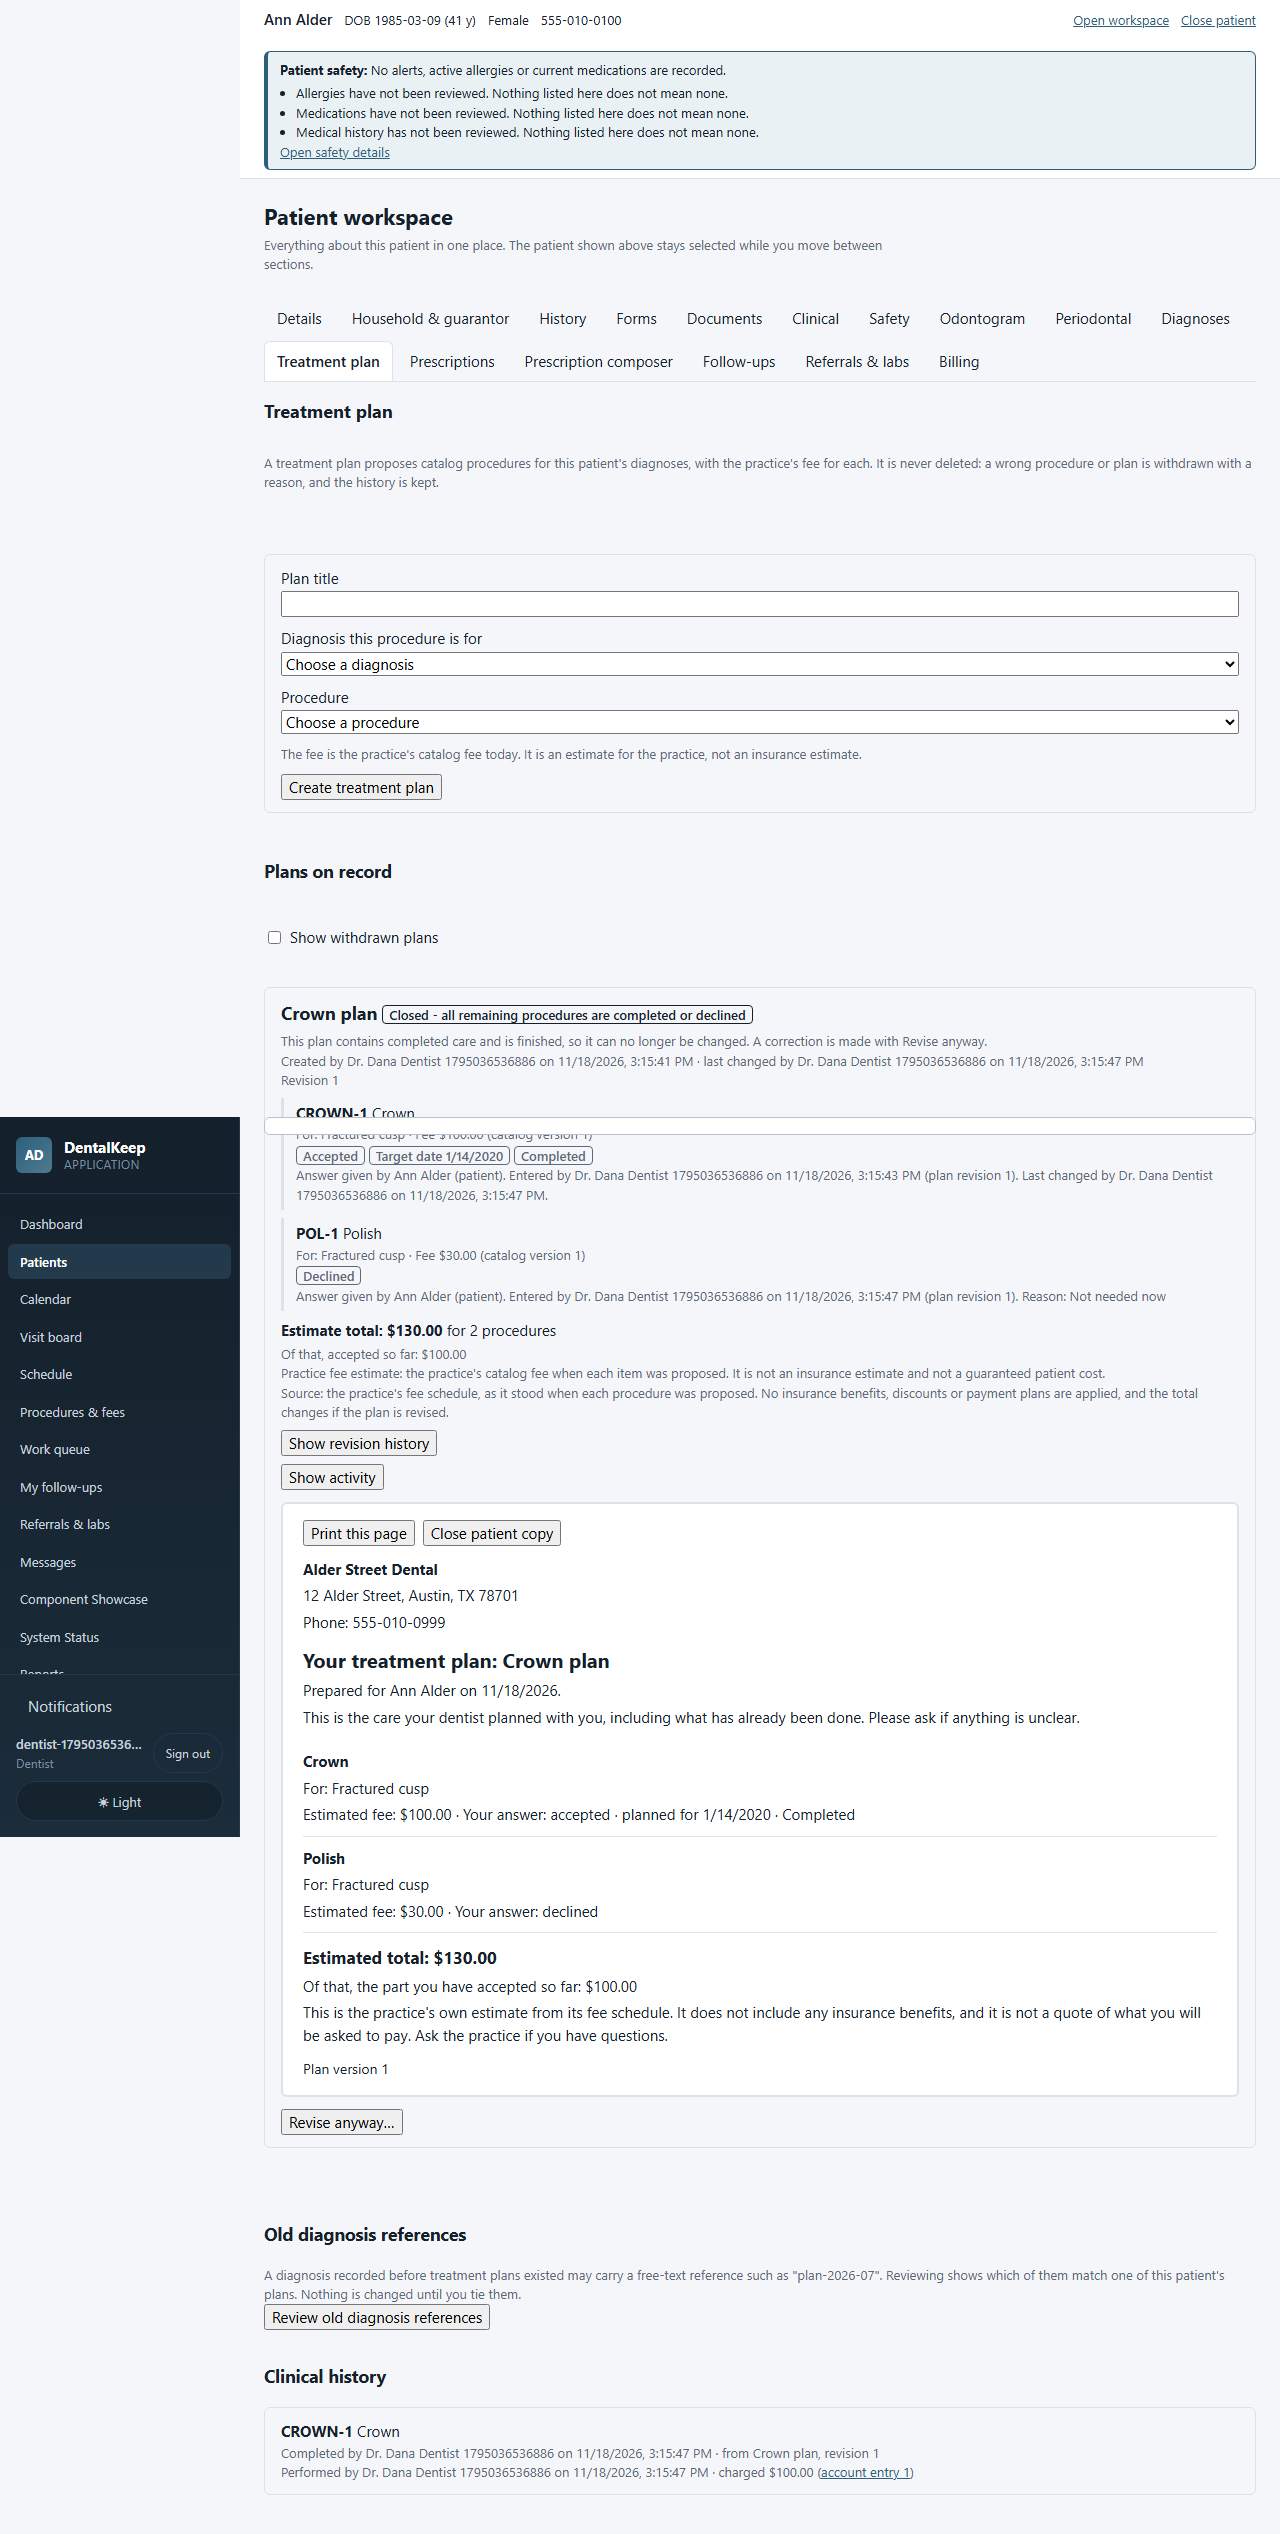 Ann Alder DOB 1985-03-09 (41 y) Female 555-010-0100 Open workspace Close patient
Patient safety: No alerts, active allergies or current medications are recorded.
• Allergies have not been reviewed. Nothing listed here does not mean none.
• Medications have not been reviewed. Nothing listed here does not mean none.
• Medical history has not been reviewed. Nothing listed here does not mean none.
Open safety details
Patient workspace
Everything about this patient in one place. The patient shown above stays selected while you move between
sections.
Details Household & guarantor History Forms Documents Clinical Safety Odontogram Periodontal Diagnoses
Treatment plan Prescriptions Prescription composer Follow-ups Referrals & labs Billing
Treatment plan
A treatment plan proposes catalog procedures for this patient's diagnoses, with the practice's fee for each. It is never deleted: a wrong procedure or plan is withdrawn with a
reason, and the history is kept.
Plan title
Diagnosis this procedure is for
Choose a diagnosis
Procedure
Choose a procedure
The fee is the practice's catalog fee today. It is an estimate for the practice, not an insurance estimate.
Create treatment plan
Plans on record
Show withdrawn plans
Crown plan Closed - all remaining procedures are completed or declined
This plan contains completed care and is finished, so it can no longer be changed. A correction is made with Revise anyway.
Created by Dr. Dana Dentist 1795036536886 on 11/18/2026, 3:15:41 PM · last changed by Dr. Dana Dentist 1795036536886 on 11/18/2026, 3:15:47 PM
Revision 1
CROWN-1 Crown
For: Fractured cusp · Fee $100.00 (catalog version 1)
Accepted Target date 1/14/2020 Completed
Answer given by Ann Alder (patient). Entered by Dr. Dana Dentist 1795036536886 on 11/18/2026, 3:15:43 PM (plan revision 1). Last changed by Dr. Dana Dentist
1795036536886 on 11/18/2026, 3:15:47 PM.
POL-1 Polish
For: Fractured cusp · Fee $30.00 (catalog version 1)
Declined
Answer given by Ann Alder (patient). Entered by Dr. Dana Dentist 1795036536886 on 11/18/2026, 3:15:47 PM (plan revision 1). Reason: Not needed now
Estimate total: $130.00 for 2 procedures
Of that, accepted so far: $100.00
Practice fee estimate: the practice's catalog fee when each item was proposed. It is not an insurance estimate and not a guaranteed patient cost.
Source: the practice's fee schedule, as it stood when each procedure was proposed. No insurance benefits, discounts or payment plans are applied, and the total
changes if the plan is revised.
Show revision history
Show activity
Print this page Close patient copy
Alder Street Dental
12 Alder Street, Austin, TX 78701
Phone: 555-010-0999
Your treatment plan: Crown plan
Prepared for Ann Alder on 11/18/2026.
This is the care your dentist planned with you, including what has already been done. Please ask if anything is unclear.
Crown
For: Fractured cusp
Estimated fee: $100.00 · Your answer: accepted · planned for 1/14/2020 · Completed
Polish
For: Fractured cusp
Estimated fee: $30.00 · Your answer: declined
Estimated total: $130.00
Of that, the part you have accepted so far: $100.00
This is the practice's own estimate from its fee schedule. It does not include any insurance benefits, and it is not a quote of what you will
be asked to pay. Ask the practice if you have questions.
Plan version 1
Revise anyway...
Old diagnosis references
A diagnosis recorded before treatment plans existed may carry a free-text reference such as "plan-2026-07". Reviewing shows which of them match one of this patient's
plans. Nothing is changed until you tie them.
Review old diagnosis references
Clinical history
CROWN-1 Crown
Completed by Dr. Dana Dentist 1795036536886 on 11/18/2026, 3:15:47 PM · from Crown plan, revision 1
Performed by Dr. Dana Dentist 1795036536886 on 11/18/2026, 3:15:47 PM · charged $100.00 (account entry 1)
AD DentalKeep
APPLICATION
Dashboard
Patients
Calendar
Visit board
Schedule
Procedures & fees
Work queue
My follow-ups
Referrals & labs
Messages
Component Showcase
System Status
Reports
Notifications
dentist-1795036536...
Dentist
Sign out
☀ Light